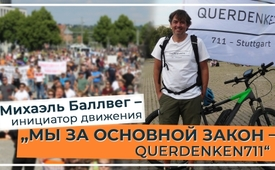 QUERDENKEN
711 - Stuttgart
Михаэль Баллвег –
инициатор движения
„МЫ ЗА ОСНОВНОЙ ЗАКОН –
QUERDENKEN711“